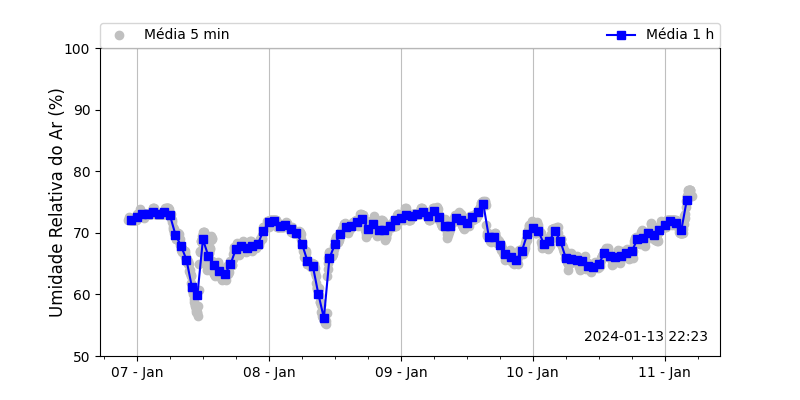 Média 5 min
Média 1 h
Umidade Relativa do Ar (%)
100
90
80
70
60
50
2024-01-13 22:23
07 - Jan
08 - Jan
09 - Jan
10 - Jan
11 - Jan